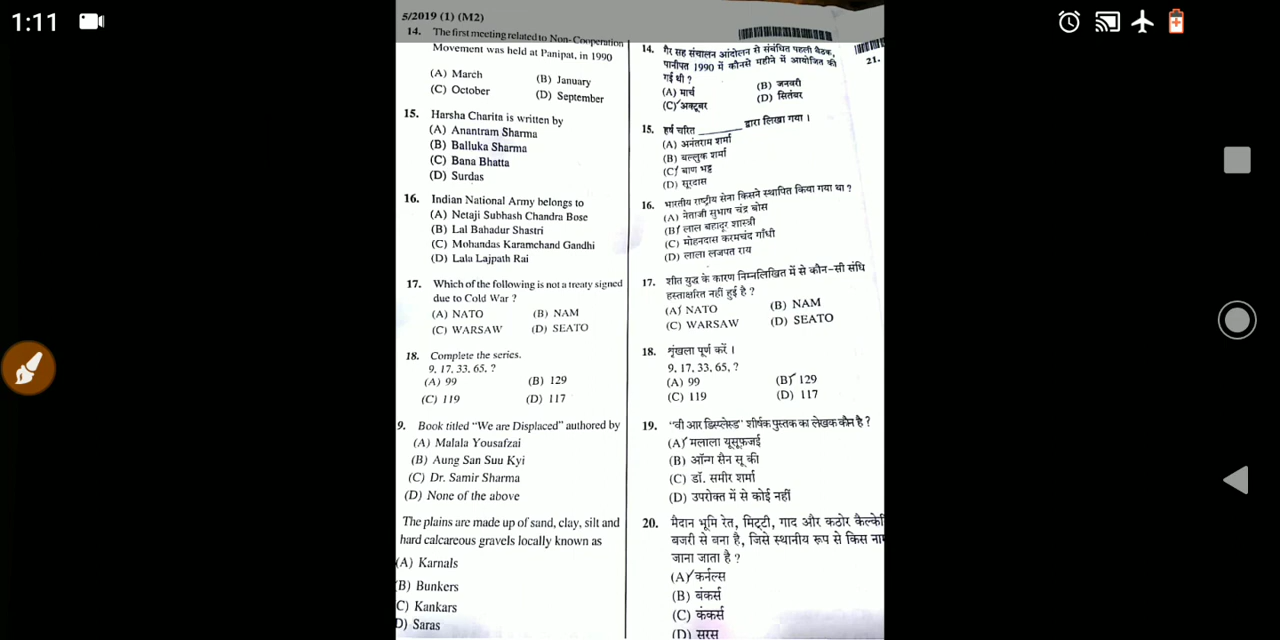 1:11
5/2019 (1) (M2)
14. The first meeting related to Non-Cooperation
Movement was held at Panipat, in 1990
(A) March
(B) January
(C) October
(D) September
15. Harsha Charita is written by
(A) Anantram Sharma
(B) Balluka Sharma
(C) Bana Bhatta
(D) Surdas
16. Indian National Army belongs to
(A) Netaji Subhash Chandra Bose
(B) Lal Bahadur Shastri
(C) Mohandas Karamchand Gandhi
(D) Lala Lajpath Rai
17. Which of the following is not a treaty signed
due to Cold War ?
(A) NATO
(B) NAM
(C) WARSAW
(D) SEATO
18. Complete the series.
9, 17, 33, 65, ?
(A) 99
(B) 129
(C) 119
(D) 117
9. Book titled “We are Displaced” authored by
(A) Malala Yousafzai
(B) Aung San Suu Kyi
(C) Dr. Samir Sharma
(D) None of the above
The plains are made up of sand, clay, silt and
hard calcareous gravels locally known as
(A) Karnals
(B) Bunkers
C) Kankars
D) Saras
14. गैर सह संचालन आंदोलन से संबंधित पहली बैठक,
पानीपत 1990 में कौनसे महीने में आयोजित की
गई थी ?
(A) मार्च
(B) जनवरी
(C) अक्टूबर
(D) सितंबर
15. हर्ष चरित ________ द्वारा लिखा गया ।
(A) अनंतराम शर्मा
(B) बल्लुक शर्मा
(C) बाण भट्ट
(D) सूरदास
16. भारतीय राष्ट्रीय सेना किसने स्थापित किया गया था ?
(A) नेताजी सुभाष चंद्र बोस
(B) लाल बहादूर शास्त्री
(C) मोहनदास करमचंद गाँधी
(D) लाला लजपत राय
17. शीत युद्ध के कारण निम्नलिखित में से कौन-सी संधि
हस्ताक्षरित नहीं हुई है ?
(A) NATO
(B) NAM
(C) WARSAW
(D) SEATO
18. शृंखला पूर्ण करें ।
9, 17, 33, 65, ?
(A) 99
(B) 129
(C) 119
(D) 117
19. “वी आर डिस्प्लेस्ड” शीर्षक पुस्तक का लेखक कौन है ?
(A) मलाला यूसूफ़जई
(B) ऑन्ग सैन सू की
(C) डॉ. समीर शर्मा
(D) उपरोक्त में से कोई नहीं
20. मैदान भूमि रेत, मिट्टी, गाद और कठोर कैल्केरि
बजरी से बना है, जिसे स्थानीय रूप से किस नाम
जाना जाता है ?
(A) कर्नल्स
(B) बंकर्स
(C) कंकर्स
(D) सरस
21.